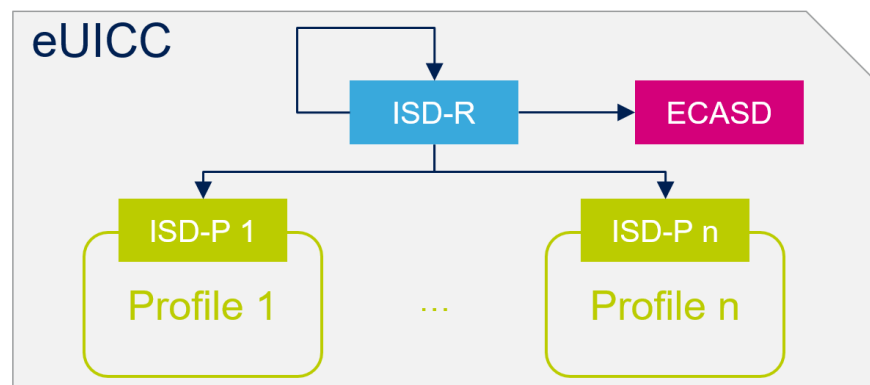 eUICC
ISD-R
ECASD
ISD-P 1
ISD-P n
Profile 1
...
Profile n